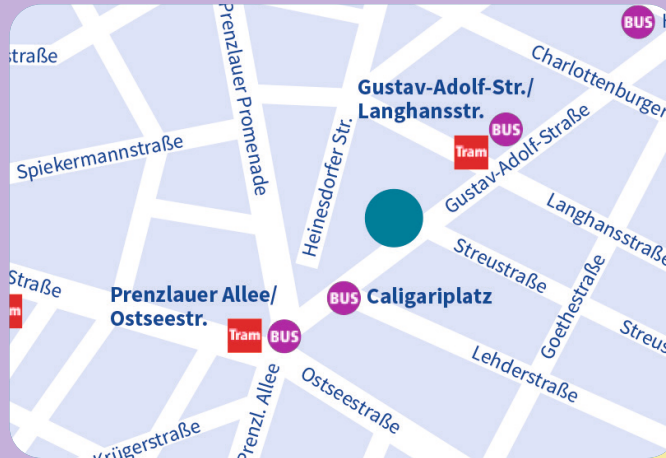 BUS
Charlottenburger
straße
Prenzlauer Promenade
Gustav-Adolf-Str./
Langhansstr.
BUS
Tram
Gustav-Adolf-Straße
Spiekermannstraße
Heinesdorfer Str.
Langhansstraße
Streustraße
Goethestraße
Straße
Prenzlauer Allee/
Ostseestr.
BUS
Caligariplatz
Tram
BUS
Lehderstraße
Ostseestraße
Prenzl. Allee
Krügerstraße